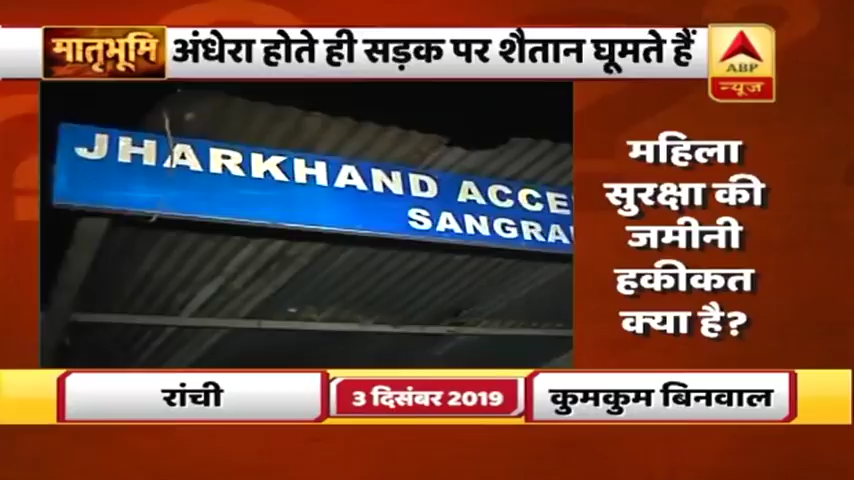 मातृभूमि
अंधेरा होते ही सड़क पर शैतान घूमते हैं
ABP
न्यूज़
JHARKHAND ACCE
SANGRA
महिला
सुरक्षा की
जमीनी
हकीकत
क्या है?
रांची
3 दिसंबर 2019
कुमकुम बिनवाल